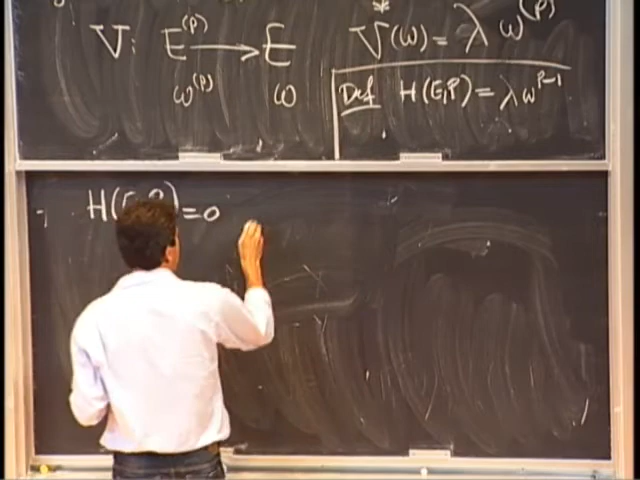 V: E^(p) → E V*(ω) = λ ω^(p)
ω^(p) ω
Def H(E,P) = λ ω^p-1
H(E,P) = 0